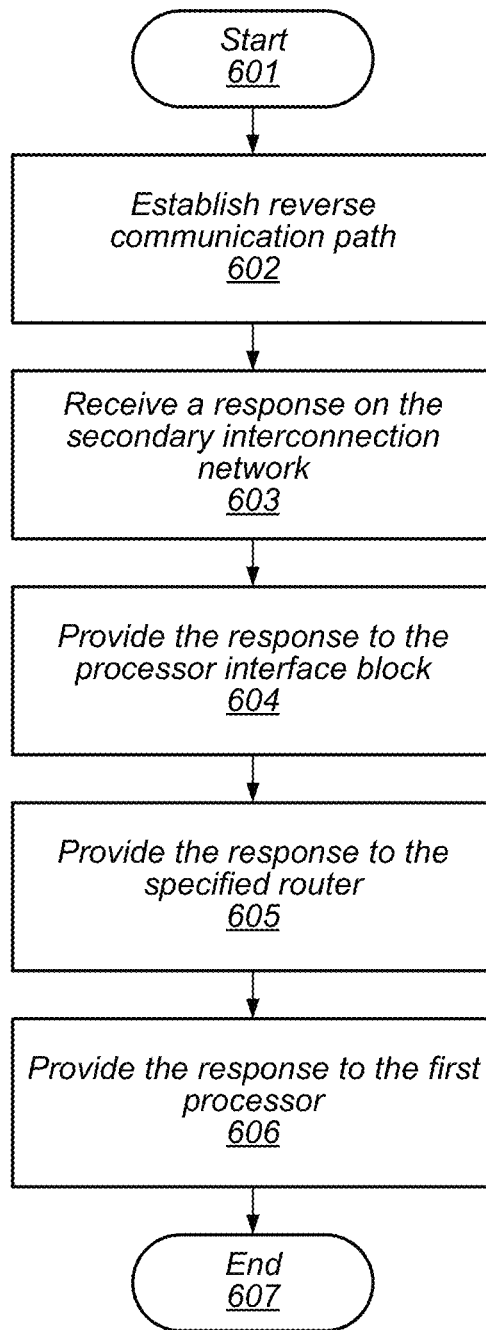 Start
601
Establish reverse
communication path
602
Receive a response on the
secondary interconnection
network
603
Provide the response to the
processor interface block
604
Provide the response to the
specified router
605
Provide the response to the first
processor
606
End
607